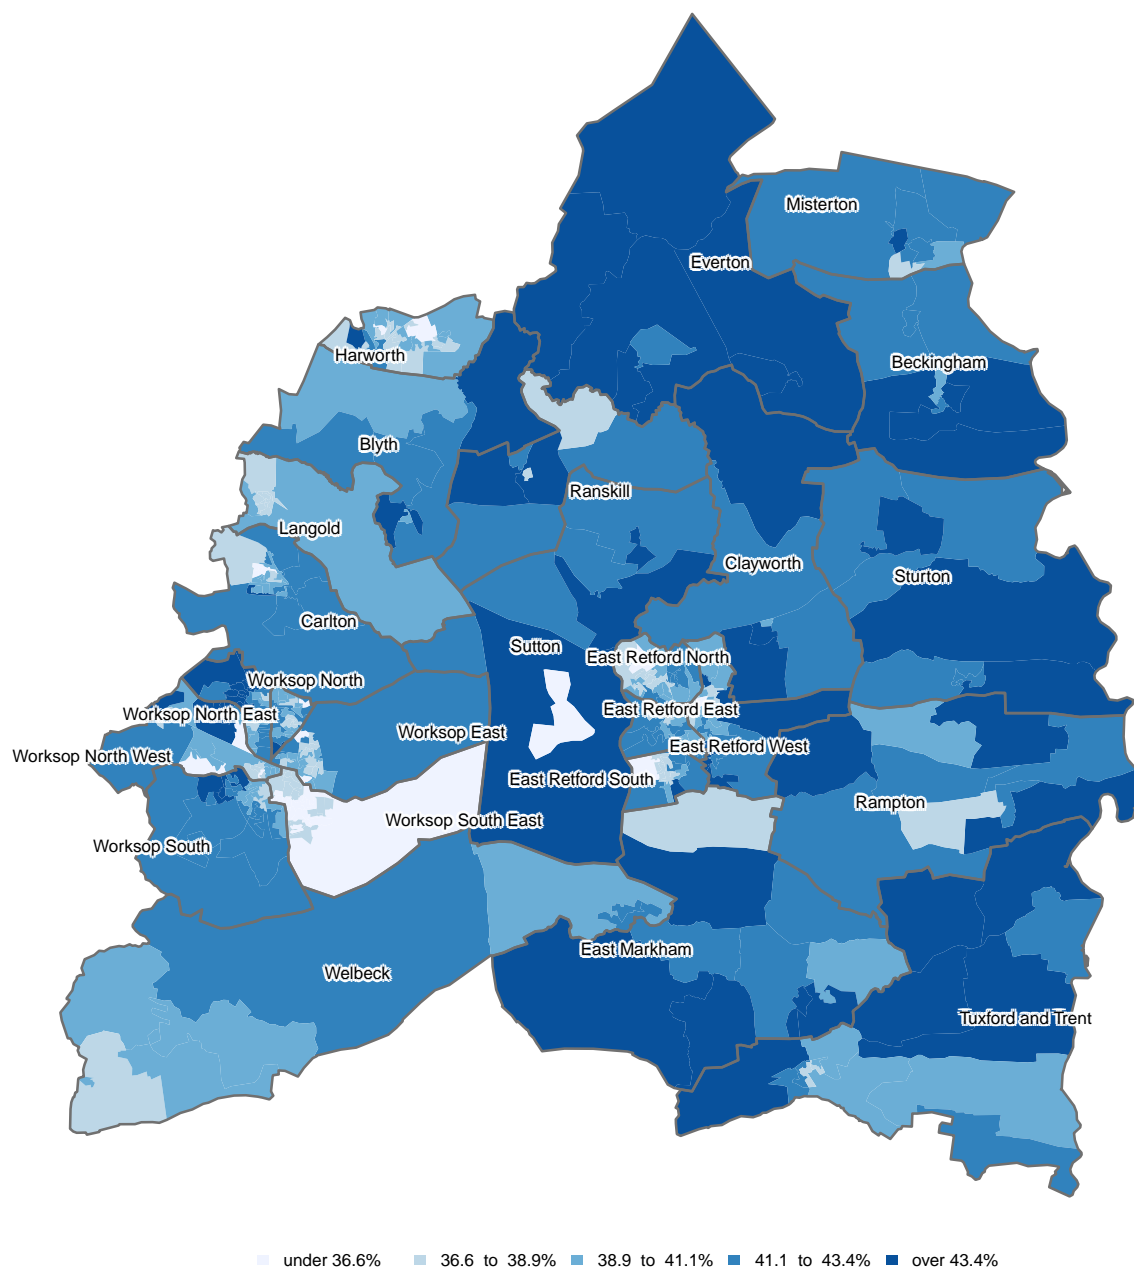 Misterton
Everton
Harworth
Beckingham
Blyth
Ranskill
Langold
Clayworth
Sturton
Carlton
Sutton
East Retford North
Worksop North
East Retford East
Worksop North East
Worksop East
East Retford West
Worksop North West
East Retford South
Rampton
Worksop South East
Worksop South
East Markham
Welbeck
Tuxford and Trent
under 36.6% 36.6 to 38.9% 38.9 to 41.1% 41.1 to 43.4% over 43.4%